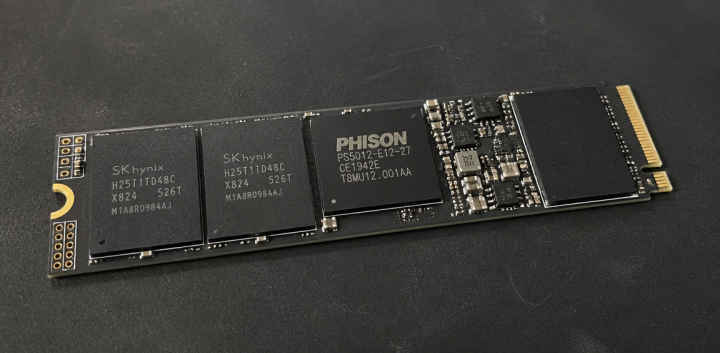 SK hynix
H25T1TD48C
X824 526T
M1A8R0984AJ
SK hynix
H25T1TD48C
X824 526T
M1A8R0984AJ
PHISON
PS5012-E12-27
CE1942E
T8MU12.001AA